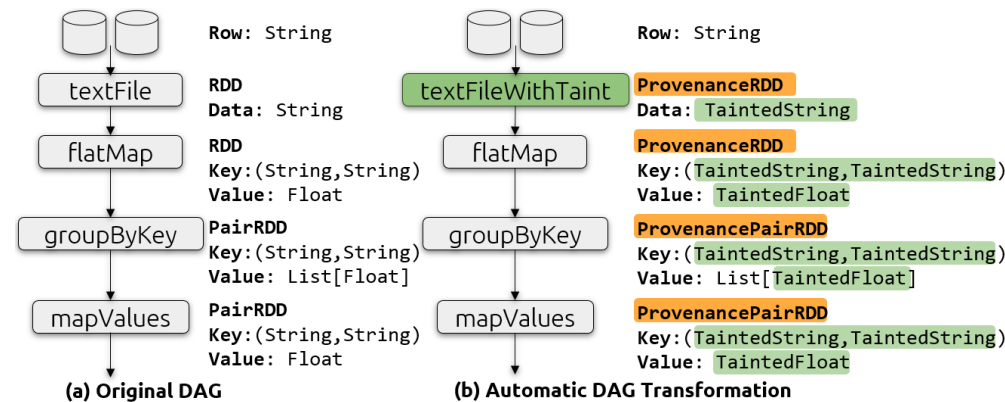 Row: String
textFile
RDD
Data: String
flatMap
RDD
Key:(String,String)
Value: Float
groupByKey
PairRDD
Key:(String,String)
Value: List[Float]
mapValues
PairRDD
Key:(String,String)
Value: Float
(a) Original DAG
Row: String
textFileWithTaint
ProvenanceRDD
Data: TaintedString
flatMap
ProvenanceRDD
Key:(TaintedString,TaintedString)
Value: TaintedFloat
groupByKey
ProvenancePairRDD
Key:(TaintedString,TaintedString)
Value: List[TaintedFloat]
mapValues
ProvenancePairRDD
Key:(TaintedString,TaintedString)
Value: TaintedFloat
(b) Automatic DAG Transformation